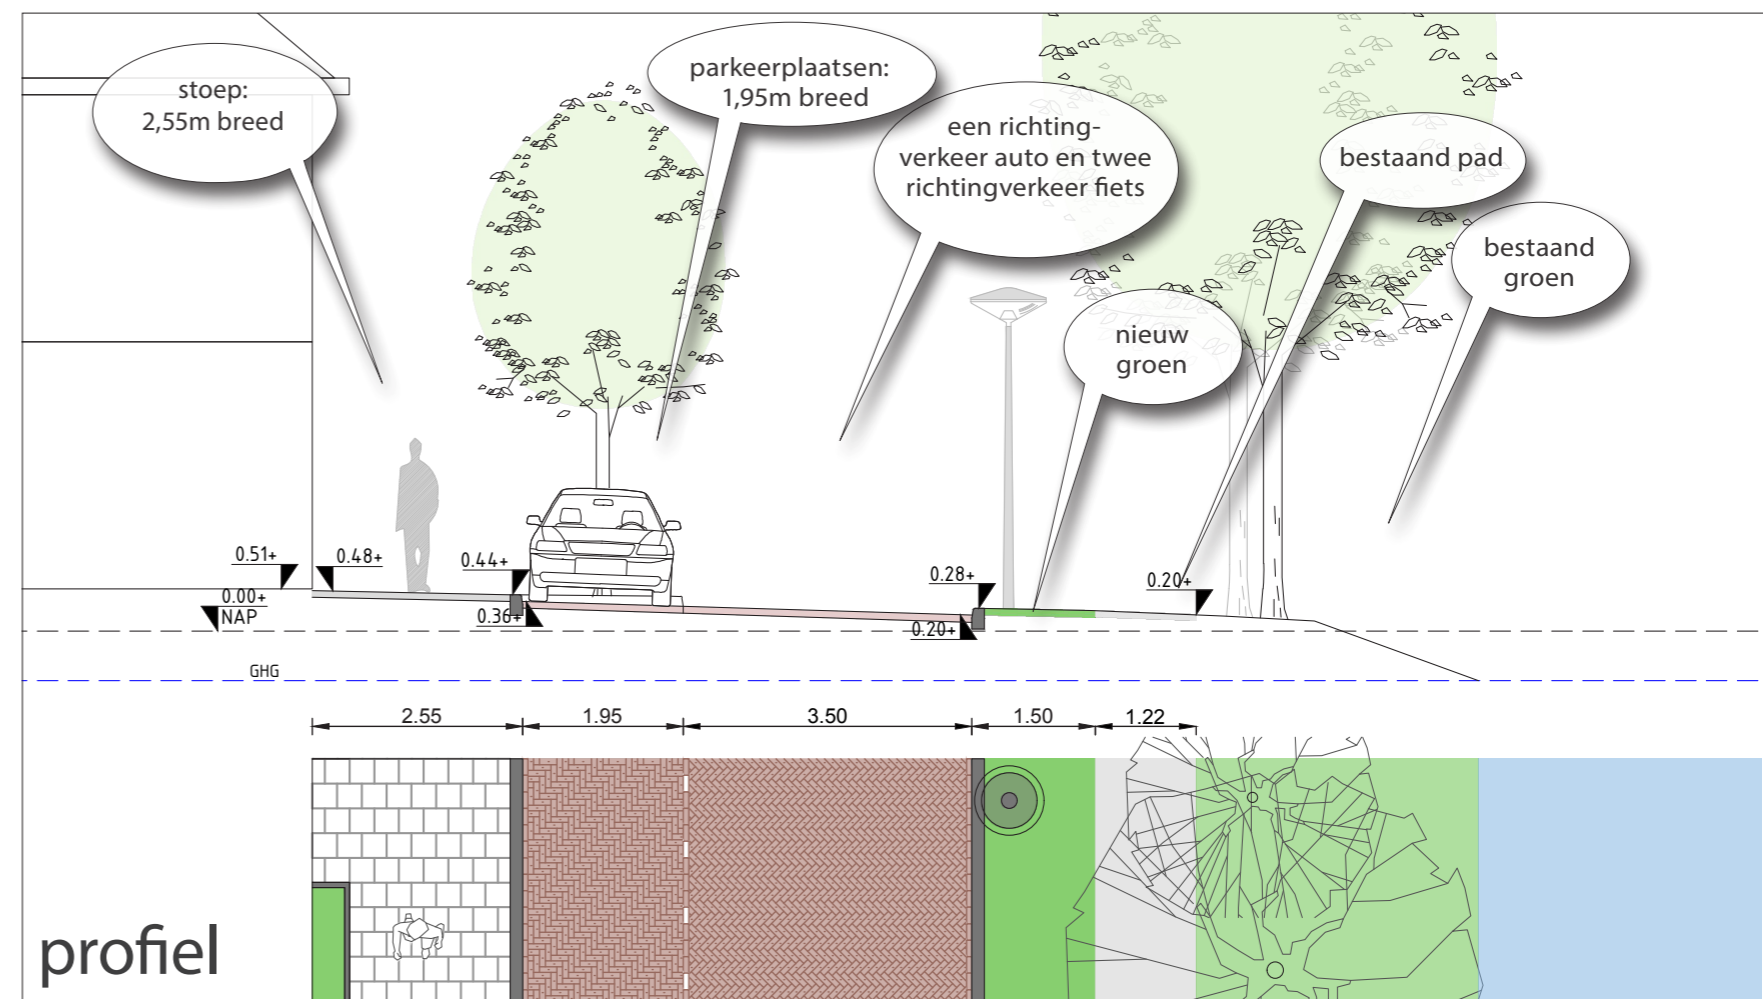 stoep:
2,55m breed
parkeerplaatsen:
1,95m breed
een richting-
verkeer auto en twee
richtingverkeer fiets
bestaand pad
bestaand
groen
nieuw
groen
0.51+
0.48+
0.44+
0.28+
0.20+
0.00+
NAP
0.36+
0.20+
GHG
2.55
1.95
3.50
1.50
1.22
profiel